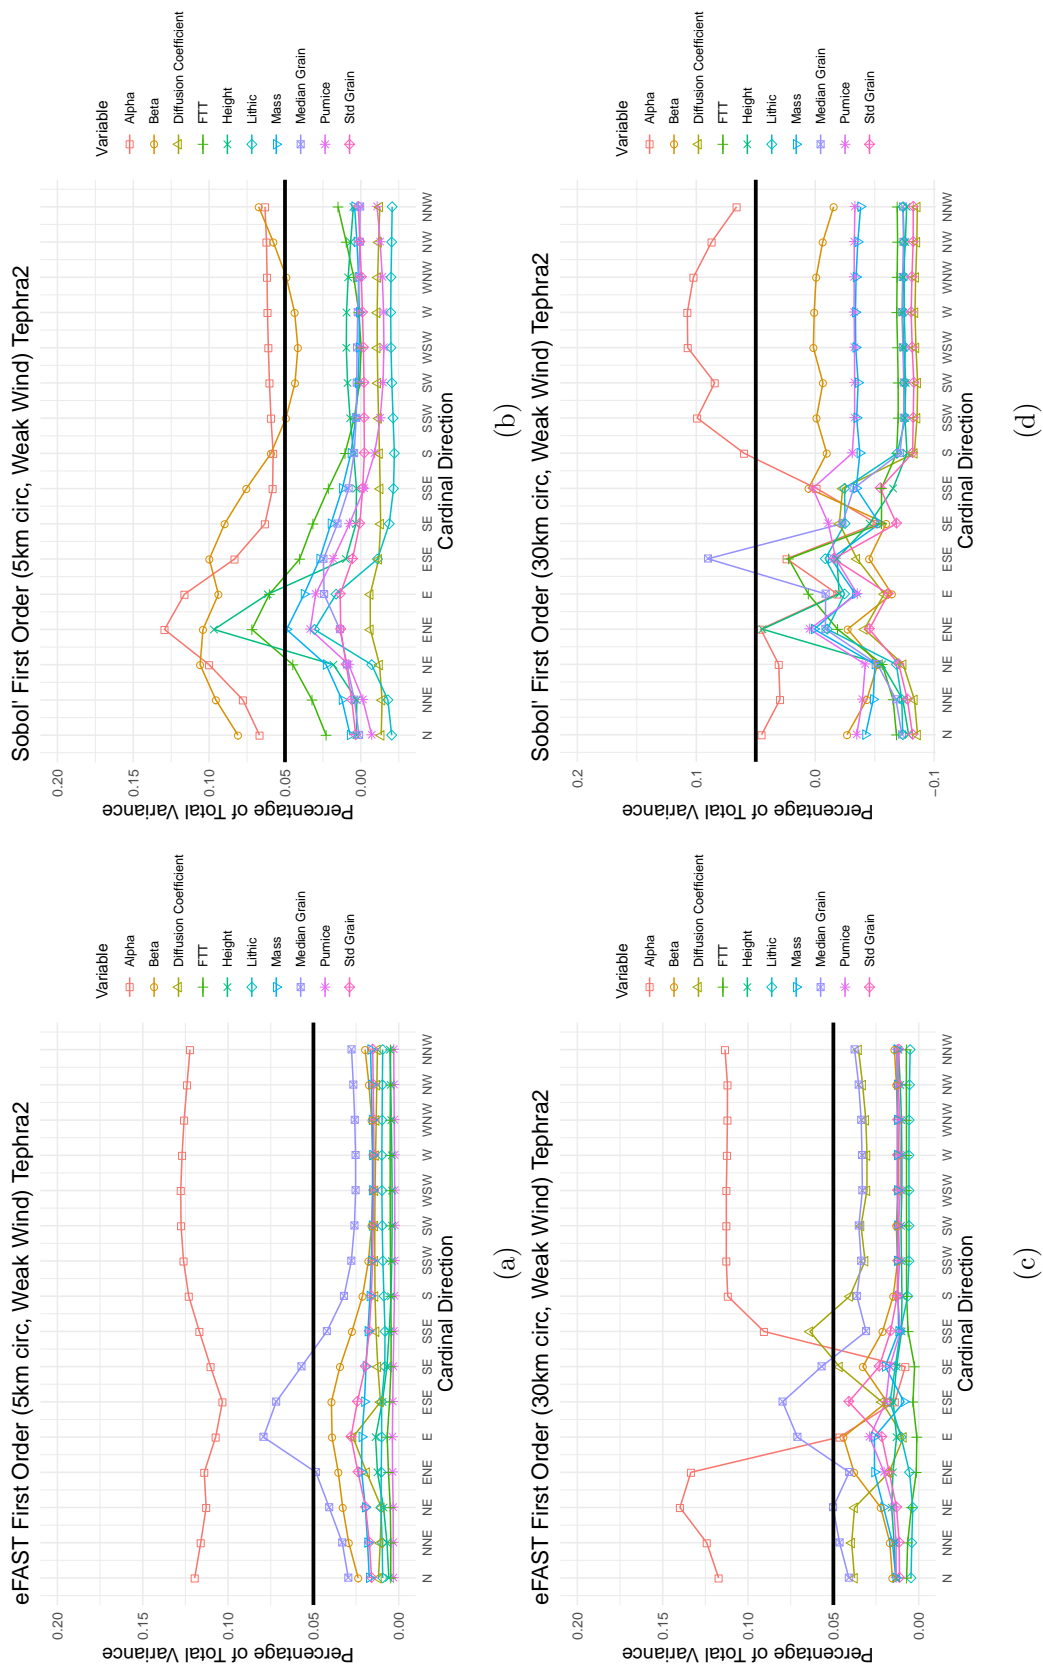 eFAST First Order (5km circ, Weak Wind) Tephra2
Percentage of Total Variance
0.20
0.15
0.10
0.05
0.00
N NNE NE ENE E ESE SE SSE S SSW SW WSW W WNW NW NNW
Cardinal Direction
Variable
Alpha
Beta
Diffusion Coefficient
FTT
Height
Lithic
Mass
Median Grain
Pumice
Std Grain
(a)
Sobol' First Order (5km circ, Weak Wind) Tephra2
Percentage of Total Variance
0.20
0.15
0.10
0.05
0.00
N NNE NE ENE E ESE SE SSE S SSW SW WSW W WNW NW NNW
Cardinal Direction
Variable
Alpha
Beta
Diffusion Coefficient
FTT
Height
Lithic
Mass
Median Grain
Pumice
Std Grain
(b)
eFAST First Order (30km circ, Weak Wind) Tephra2
Percentage of Total Variance
0.20
0.15
0.10
0.05
0.00
N NNE NE ENE E ESE SE SSE S SSW SW WSW W WNW NW NNW
Cardinal Direction
Variable
Alpha
Beta
Diffusion Coefficient
FTT
Height
Lithic
Mass
Median Grain
Pumice
Std Grain
(c)
Sobol' First Order (30km circ, Weak Wind) Tephra2
Percentage of Total Variance
0.2
0.1
0.0
−0.1
N NNE NE ENE E ESE SE SSE S SSW SW WSW W WNW NW NNW
Cardinal Direction
Variable
Alpha
Beta
Diffusion Coefficient
FTT
Height
Lithic
Mass
Median Grain
Pumice
Std Grain
(d)